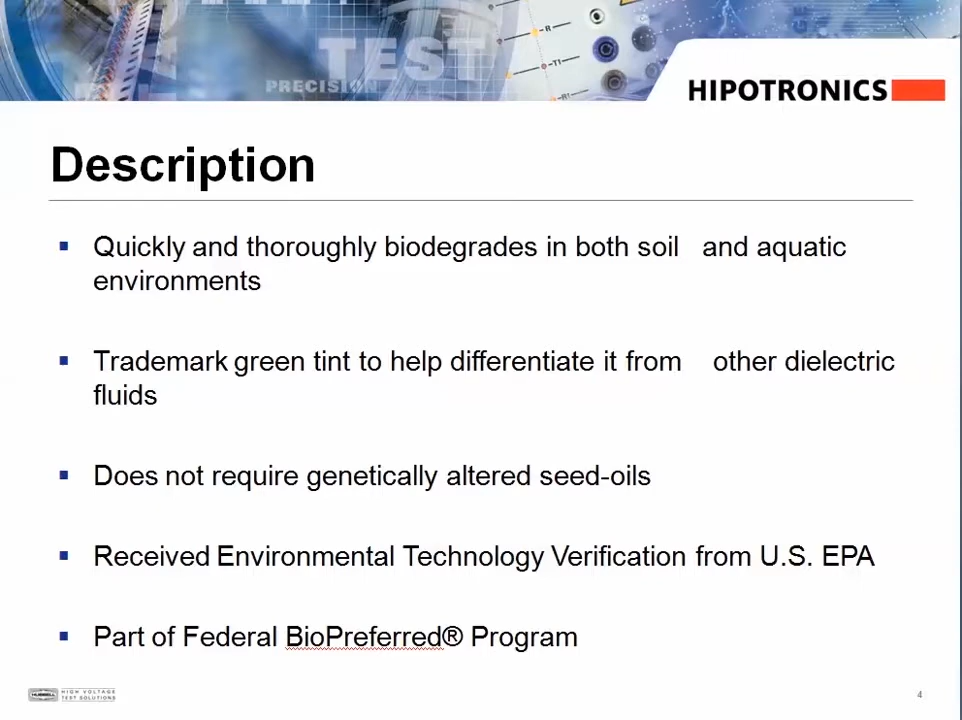 TEST
PRECISION
R
T1
R1
HIPOTRONICS
Description
Quickly and thoroughly biodegrades in both soil and aquatic
environments
Trademark green tint to help differentiate it from other dielectric
fluids
Does not require genetically altered seed-oils
Received Environmental Technology Verification from U.S. EPA
Part of Federal BioPreferred® Program
HUBBELL
HIGH VOLTAGE
TEST SOLUTIONS
4